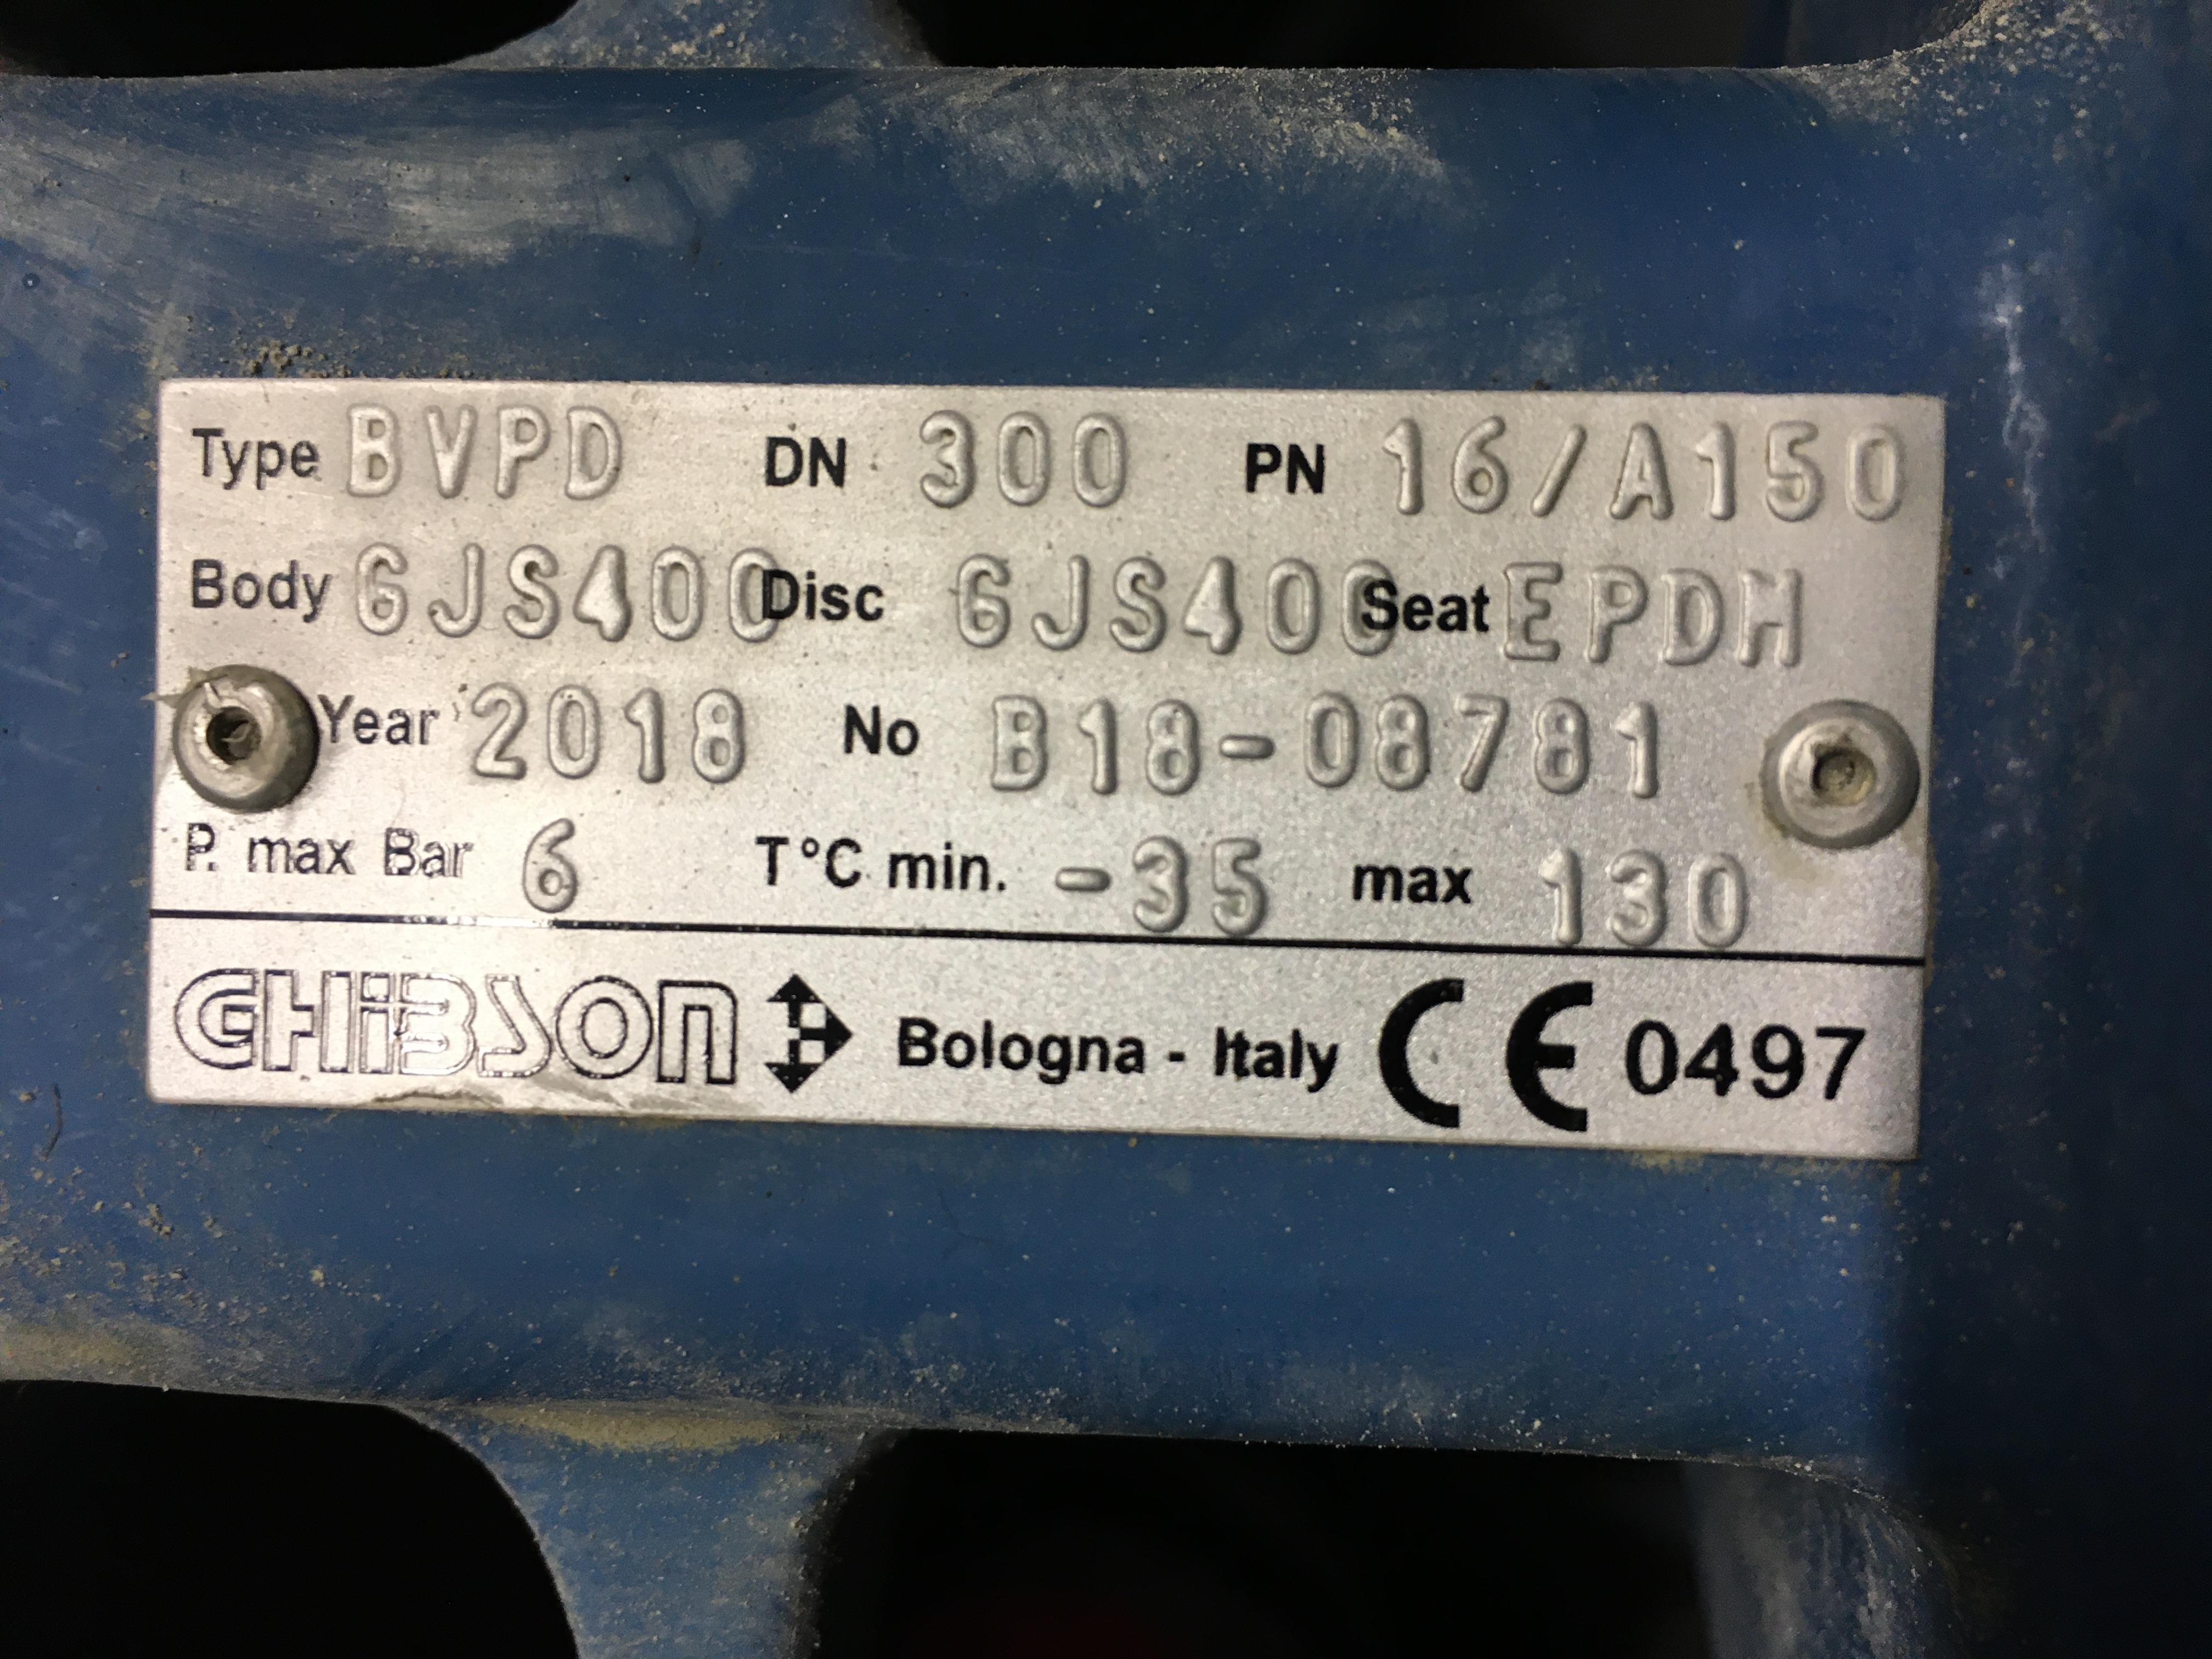 Type BVPD DN 300 PN 16/A150
Body GJS400 Disc GJS400 Seat EPDM
Year 2018 No B18-08781
P. max Bar 6 T°C min. -35 max 130
GHIBSON Bologna - Italy CE 0497